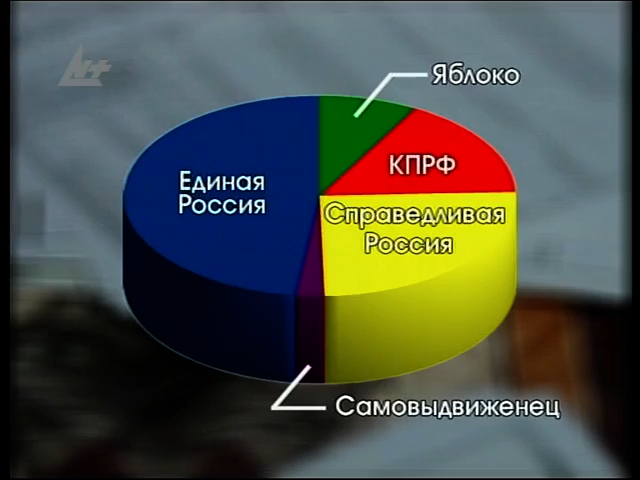 N+
Яблоко
КПРФ
Единая
Россия
Справедливая
Россия
Самовыдвиженец